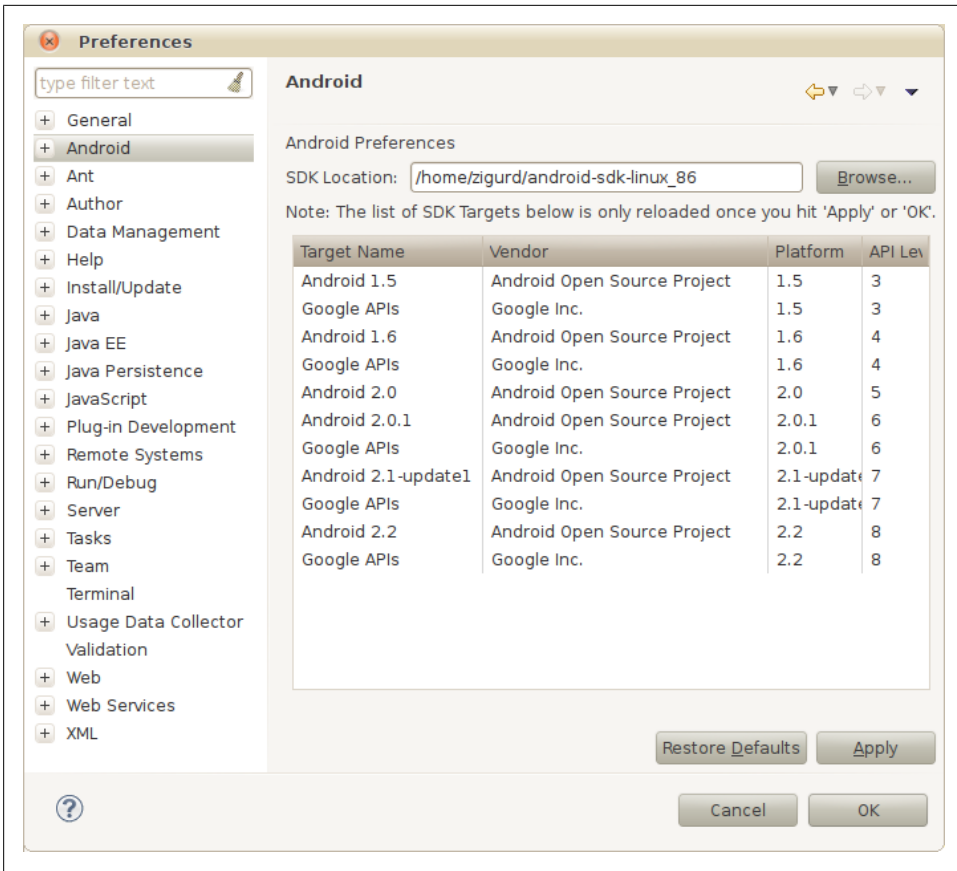 Preferences
type filter text
General
Android
Ant
Author
Data Management
Help
Install/Update
Java
Java EE
Java Persistence
JavaScript
Plug-in Development
Remote Systems
Run/Debug
Server
Tasks
Team
Terminal
Usage Data Collector
Validation
Web
Web Services
XML
Android
Android Preferences
SDK Location: /home/zigurd/android-sdk-linux_86 Browse...
Note: The list of SDK Targets below is only reloaded once you hit 'Apply' or 'OK'.
Target Name Vendor Platform API Lev
Android 1.5 Android Open Source Project 1.5 3
Google APIs Google Inc. 1.5 3
Android 1.6 Android Open Source Project 1.6 4
Google APIs Google Inc. 1.6 4
Android 2.0 Android Open Source Project 2.0 5
Android 2.0.1 Android Open Source Project 2.0.1 6
Google APIs Google Inc. 2.0.1 6
Android 2.1-update1 Android Open Source Project 2.1-update 7
Google APIs Google Inc. 2.1-update 7
Android 2.2 Android Open Source Project 2.2 8
Google APIs Google Inc. 2.2 8
Restore Defaults Apply
? Cancel OK